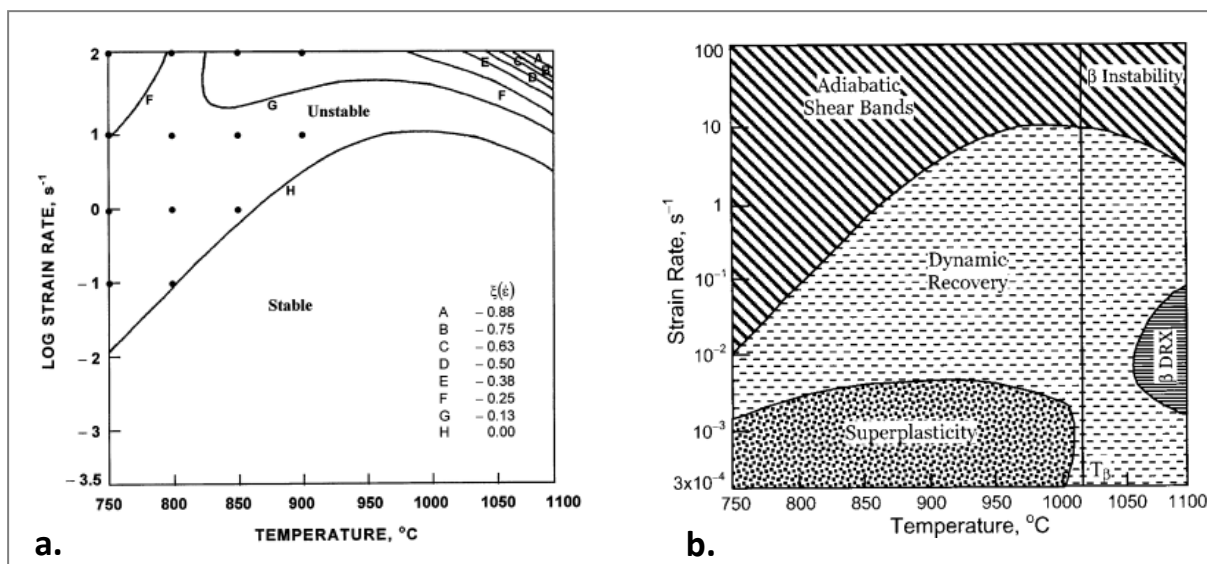 2
1
0
– 1
– 2
– 3
– 3.5
LOG STRAIN RATE, s⁻¹
750 800 850 900 950 1000 1050 1100
TEMPERATURE, °C
F
G
Unstable
H
E
C
A
B
D
F
Stable
ξ(ε̇)
A – 0.88
B – 0.75
C – 0.63
D – 0.50
E – 0.38
F – 0.25
G – 0.13
H 0.00
a.
100
10
1
10⁻¹
10⁻²
10⁻³
3x10⁻⁴
Strain Rate, s⁻¹
Adiabatic
Shear Bands
β Instability
Dynamic
Recovery
β DRX
Superplasticity
Tβ
750 800 850 900 950 1000 1050 1100
Temperature, °C
b.